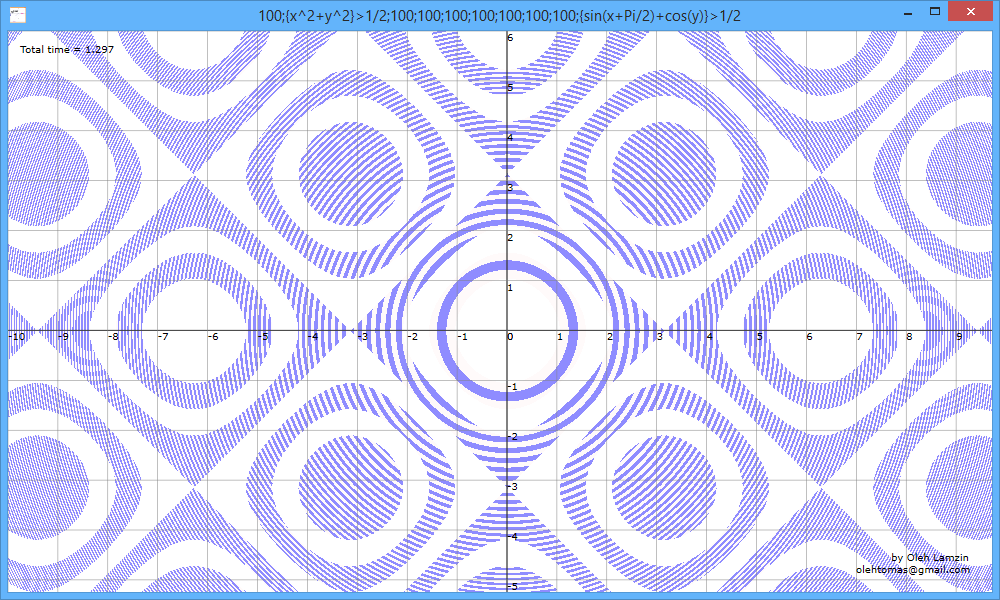 100;{x^2+y^2}>1/2;100;100;100;100;100;100;100;{sin(x+Pi/2)+cos(y)}>1/2
Total time = 1.297
6
5
4
3
2
1
-10 -9 -8 -7 -6 -5 -4 -3 -2 -1 0 1 2 3 4 5 6 7 8 9
-1
-2
-3
-4
-5
by Oleh Lamzin
olehtomas@gmail.com